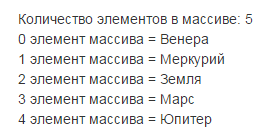 Количество элементов в массиве: 5
0 элемент массива = Венера
1 элемент массива = Меркурий
2 элемент массива = Земля
3 элемент массива = Марс
4 элемент массива = Юпитер